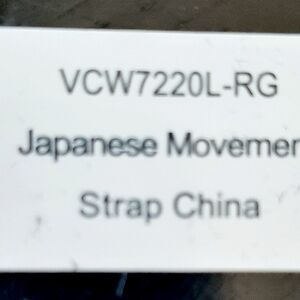 VCW7220L-RG
Japanese Movemen
Strap China